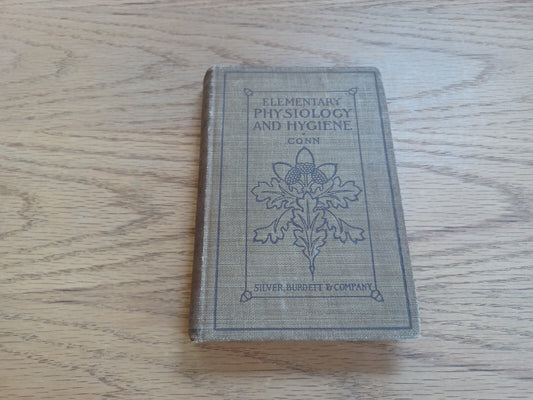 ELEMENTARY
PHYSIOLOGY
AND HYGIENE
CONN
SILVER, BURDETT & COMPANY